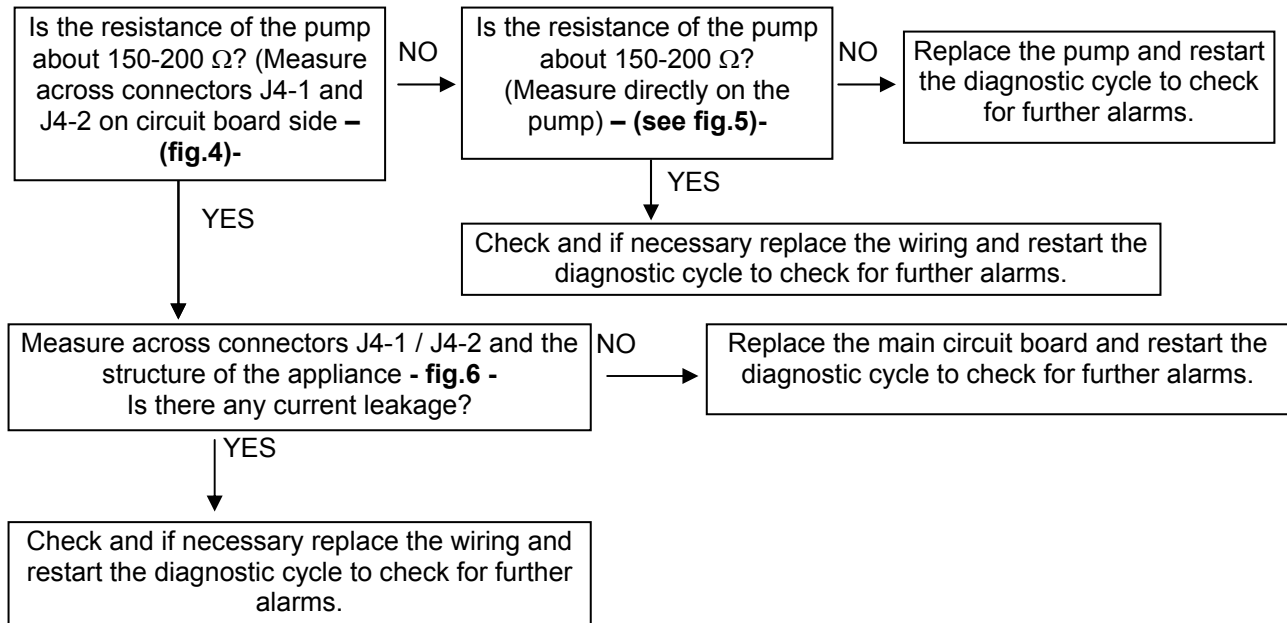 Is the resistance of the pump
about 150-200 Ω? (Measure
across connectors J4-1 and
J4-2 on circuit board side –
(fig.4)-
NO
Is the resistance of the pump
about 150-200 Ω?
(Measure directly on the
pump) – (see fig.5)-
NO
Replace the pump and restart
the diagnostic cycle to check
for further alarms.
YES
YES
Check and if necessary replace the wiring and restart the
diagnostic cycle to check for further alarms.
Measure across connectors J4-1 / J4-2 and the
structure of the appliance - fig.6 -
Is there any current leakage?
NO
Replace the main circuit board and restart the
diagnostic cycle to check for further alarms.
YES
Check and if necessary replace the wiring and
restart the diagnostic cycle to check for further
alarms.